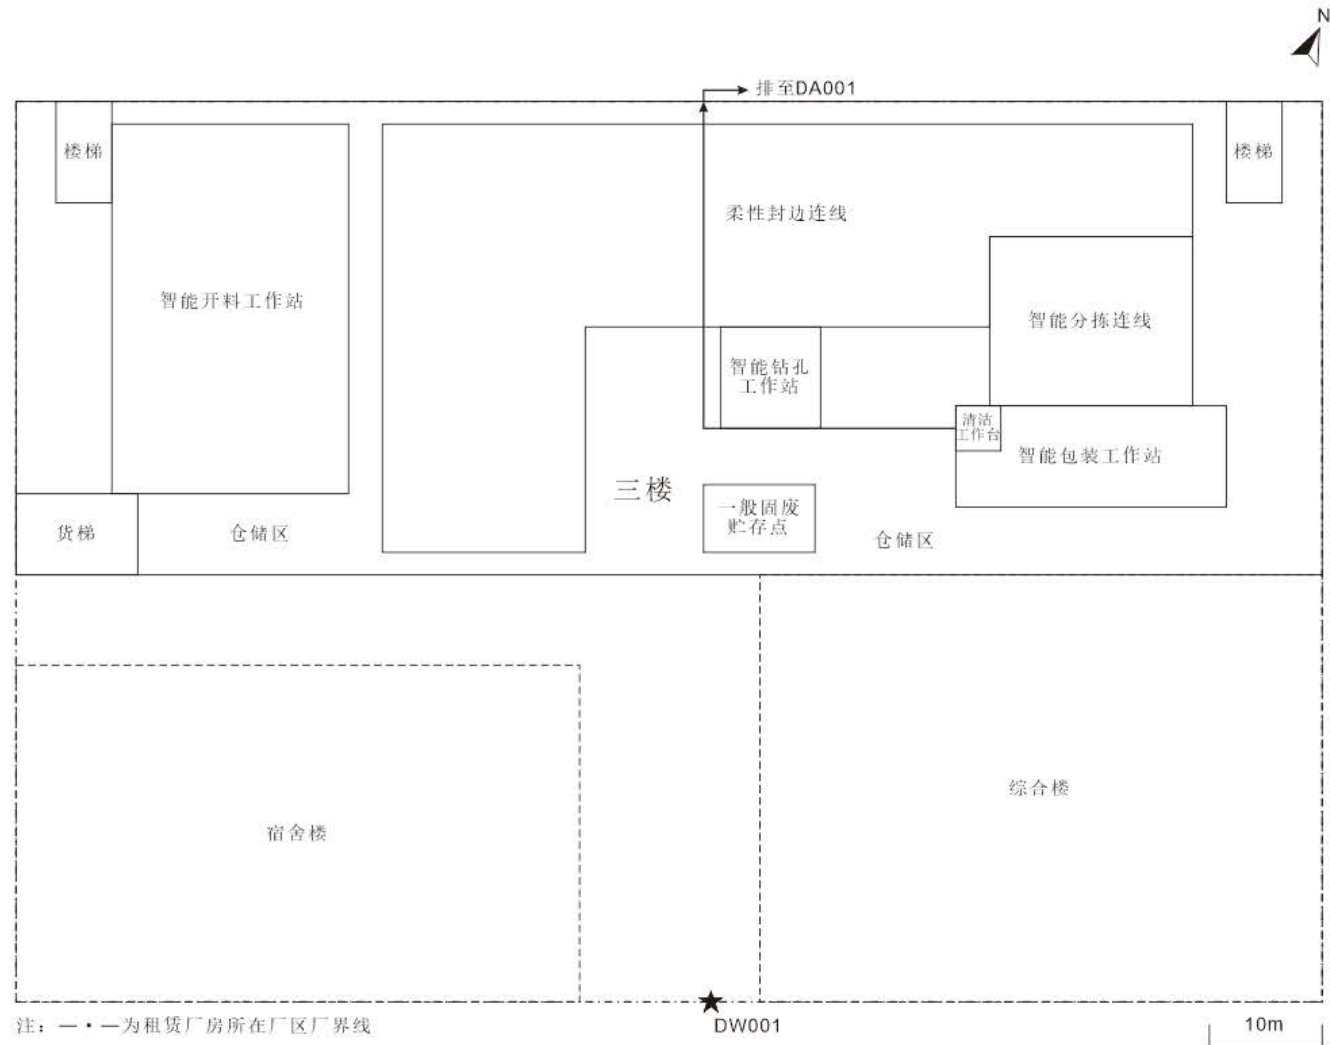 N
排至DA001
楼梯
楼梯
柔性封边连线
智能开料工作站
智能分拣连线
智能钻孔
工作站
清洁
工作台
智能包装工作站
三楼
一般固废
贮存点
货梯
仓储区
仓储区
综合楼
宿舍楼
注：—·—为租赁厂房所在厂区厂界线
DW001
10m